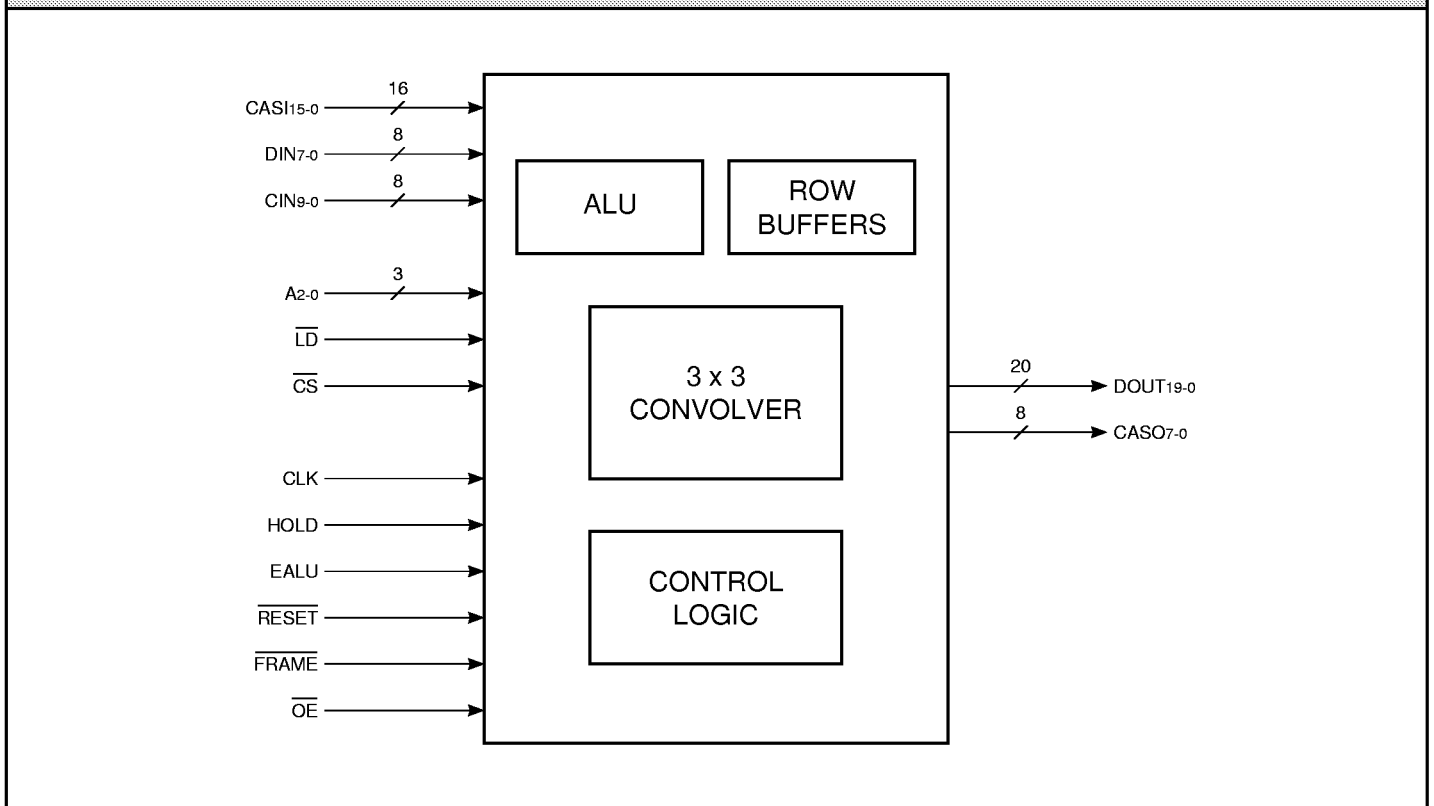 16
CASI15-0
8
DIN7-0
8
CIN9-0
3
A2-0
LD
CS
CLK
HOLD
EALU
RESET
FRAME
OE
ALU
ROW
BUFFERS
3 x 3
CONVOLVER
CONTROL
LOGIC
20
DOUT19-0
8
CASO7-0